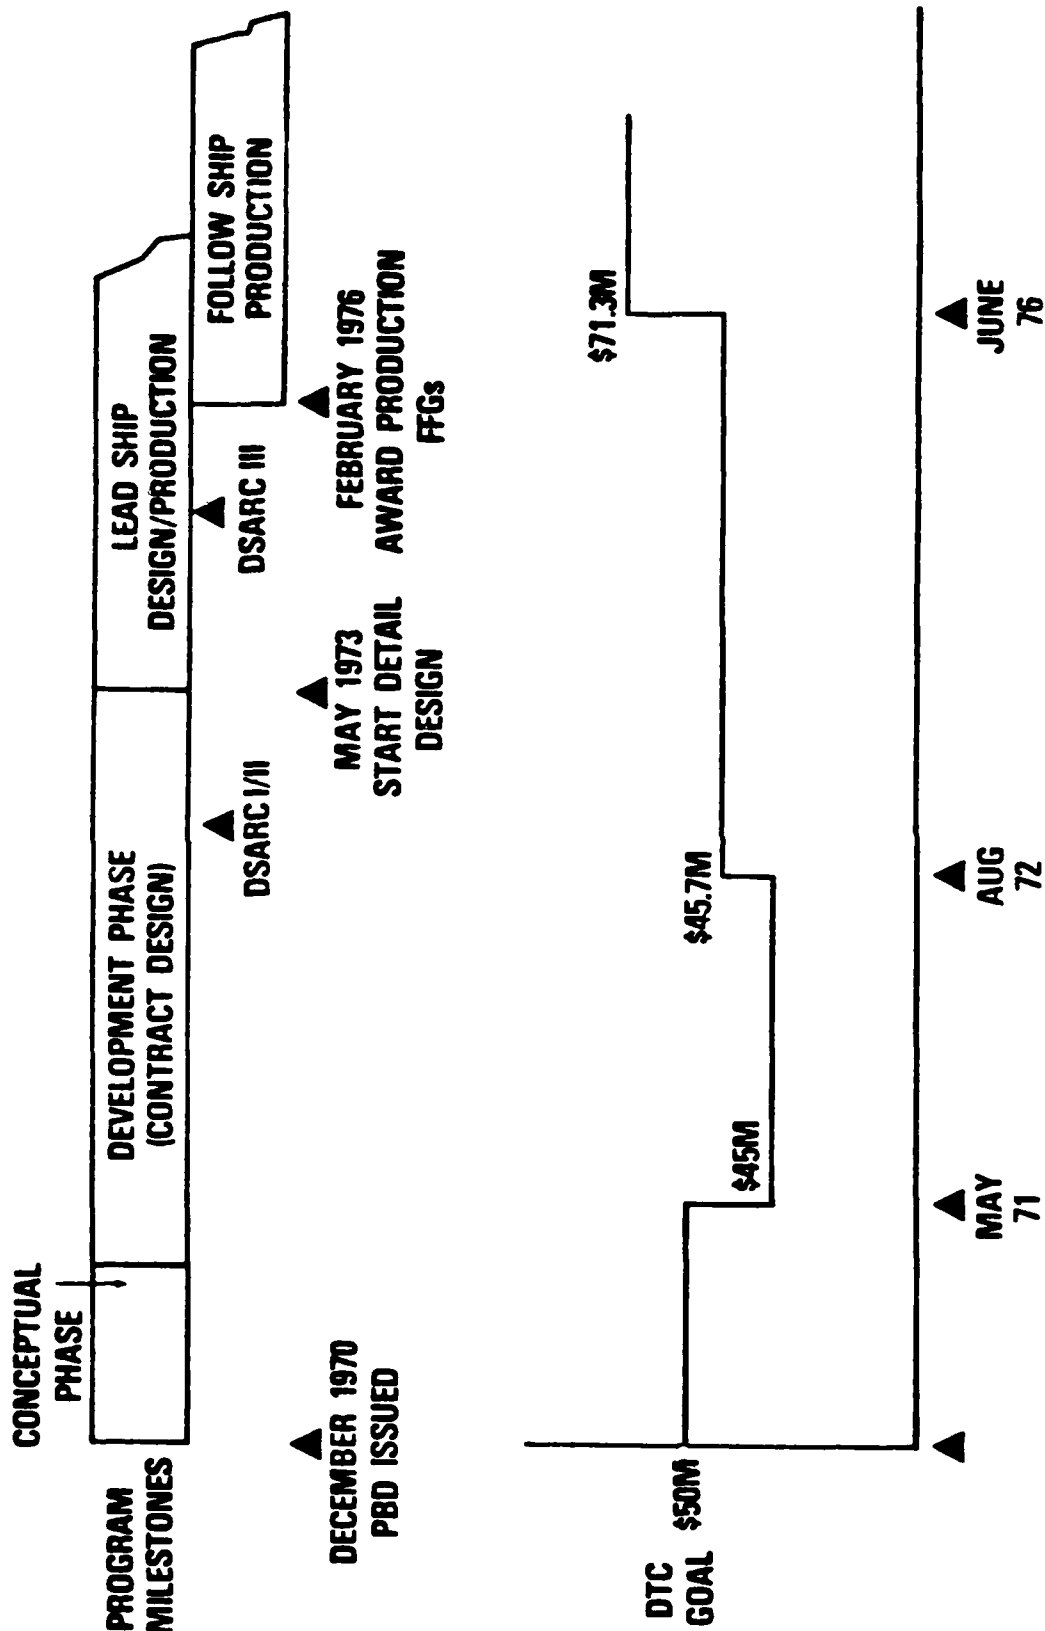 PROGRAM
MILESTONES
CONCEPTUAL
PHASE
DEVELOPMENT PHASE
(CONTRACT DESIGN)
LEAD SHIP
DESIGN/PRODUCTION
FOLLOW SHIP
PRODUCTION
DSARC I/II
DSARC III
DECEMBER 1970
PBD ISSUED
MAY 1973
START DETAIL
DESIGN
FEBRUARY 1976
AWARD PRODUCTION
FFGs
DTC
GOAL
$50M
$45M
$45.7M
$71.3M
MAY
71
AUG
72
JUNE
76